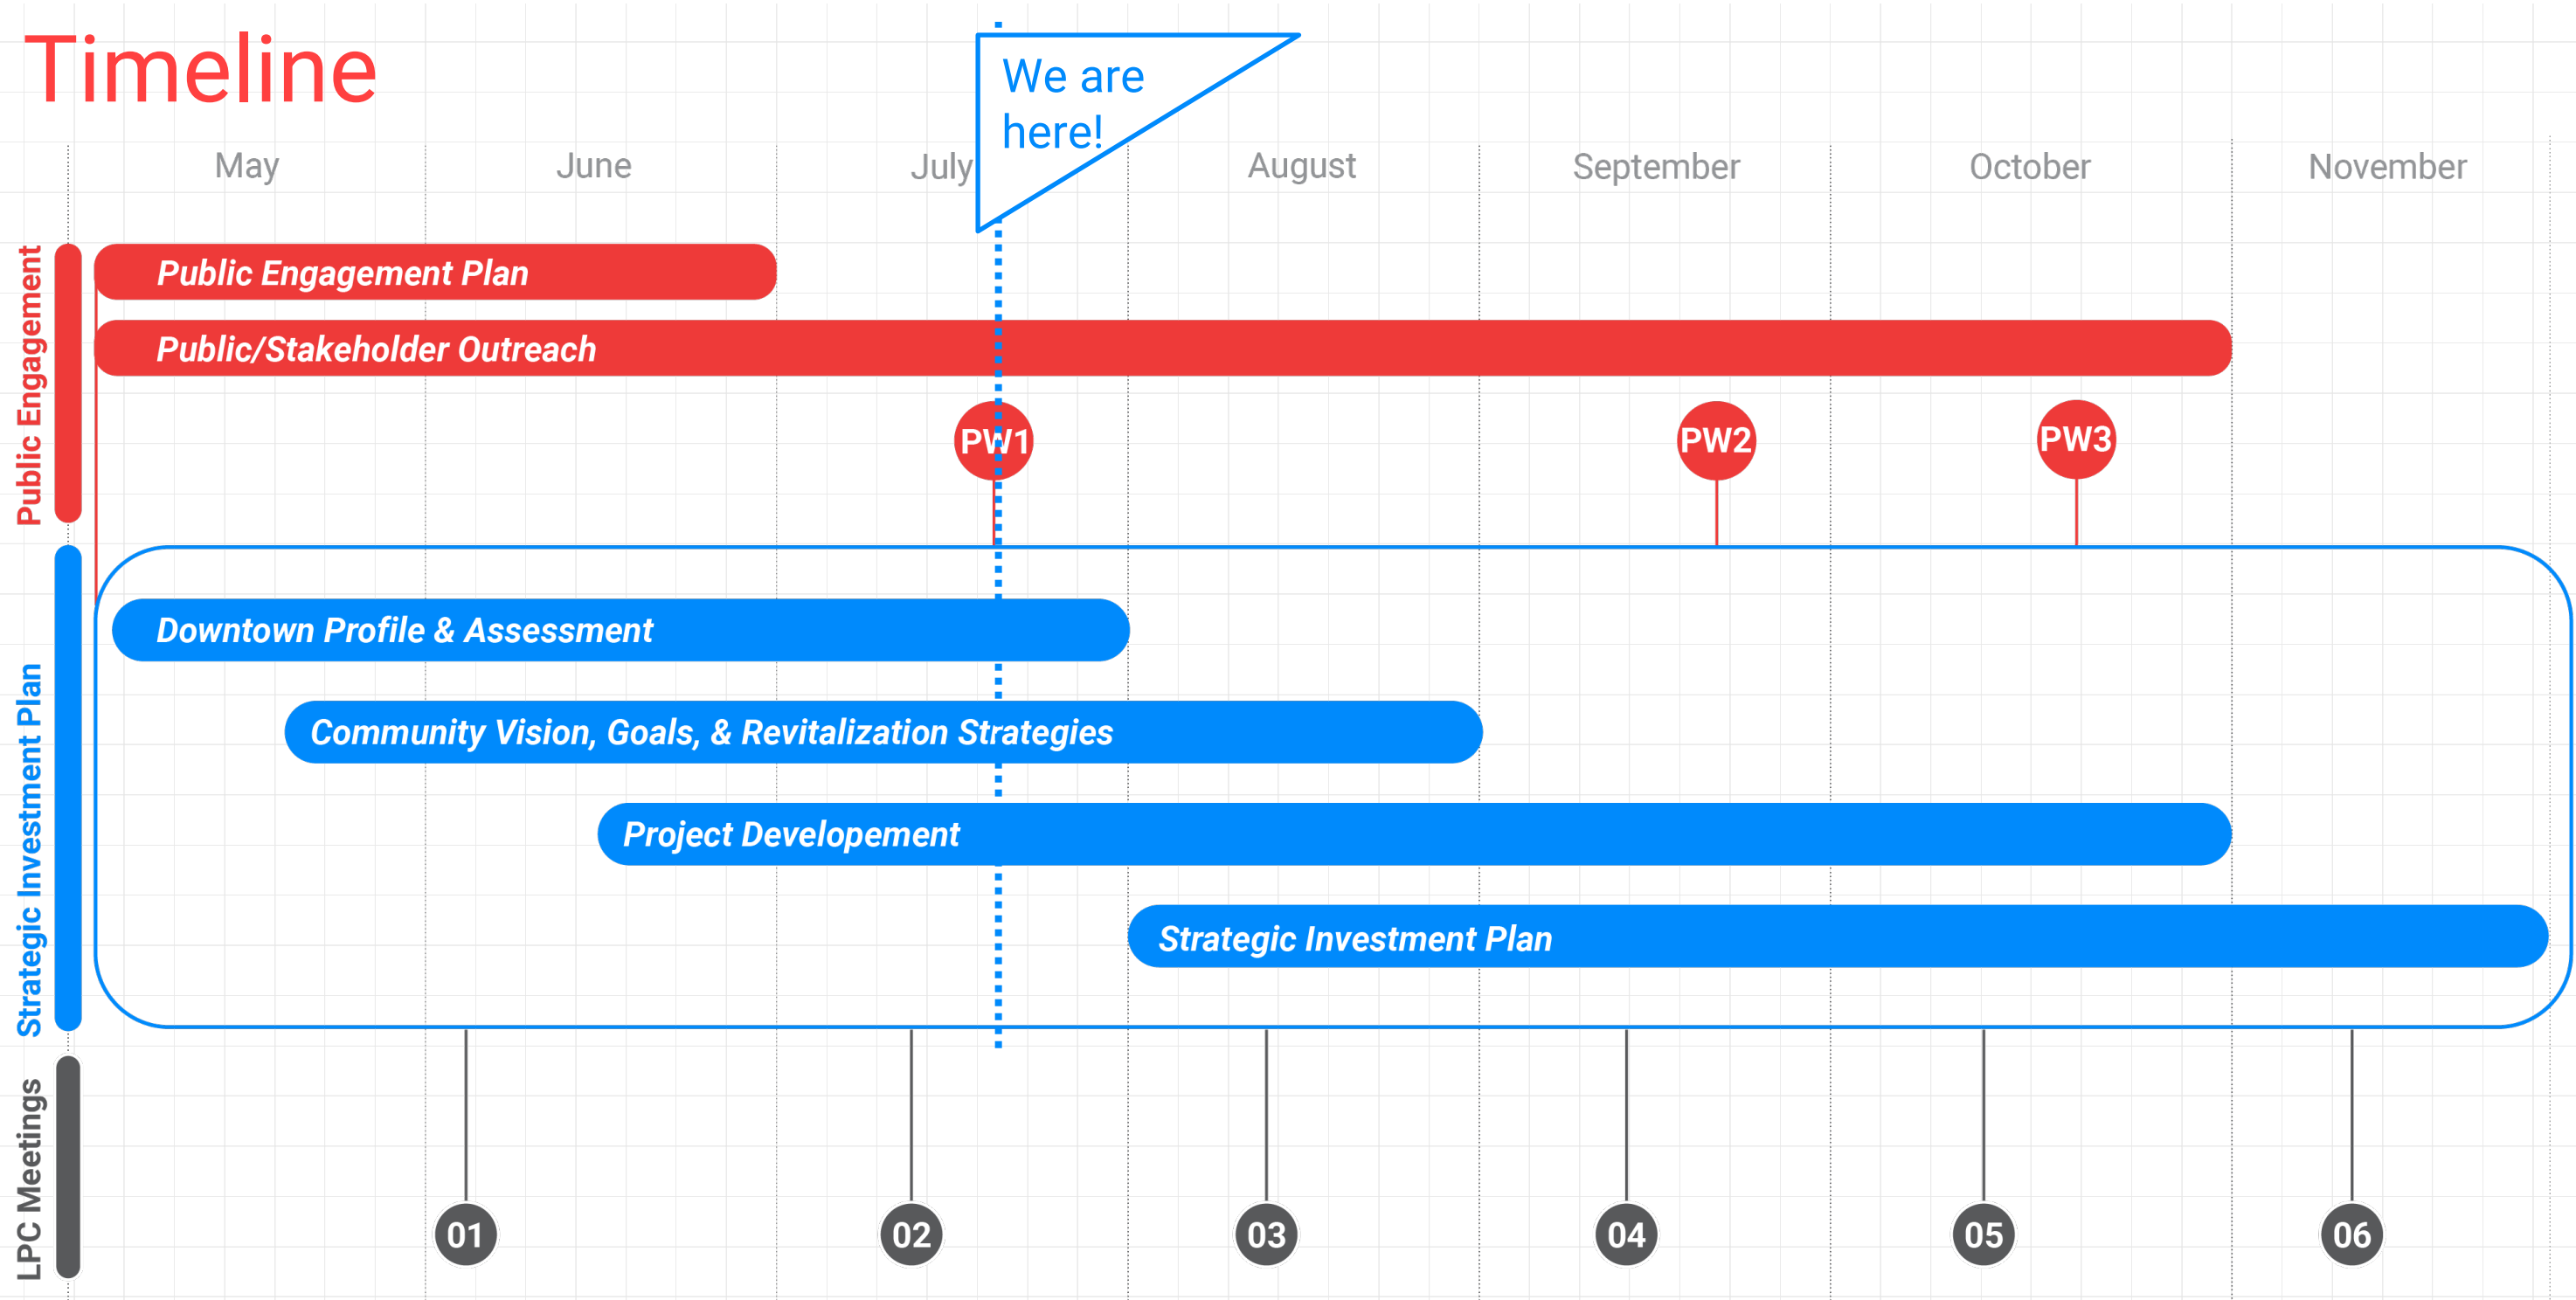 Timeline
We are
here!
May
June
July
August
September
October
November
Public Engagement
Public Engagement Plan
Public/Stakeholder Outreach
PW1
PW2
PW3
Strategic Investment Plan
Downtown Profile & Assessment
Community Vision, Goals, & Revitalization Strategies
Project Developement
Strategic Investment Plan
LPC Meetings
01
02
03
04
05
06